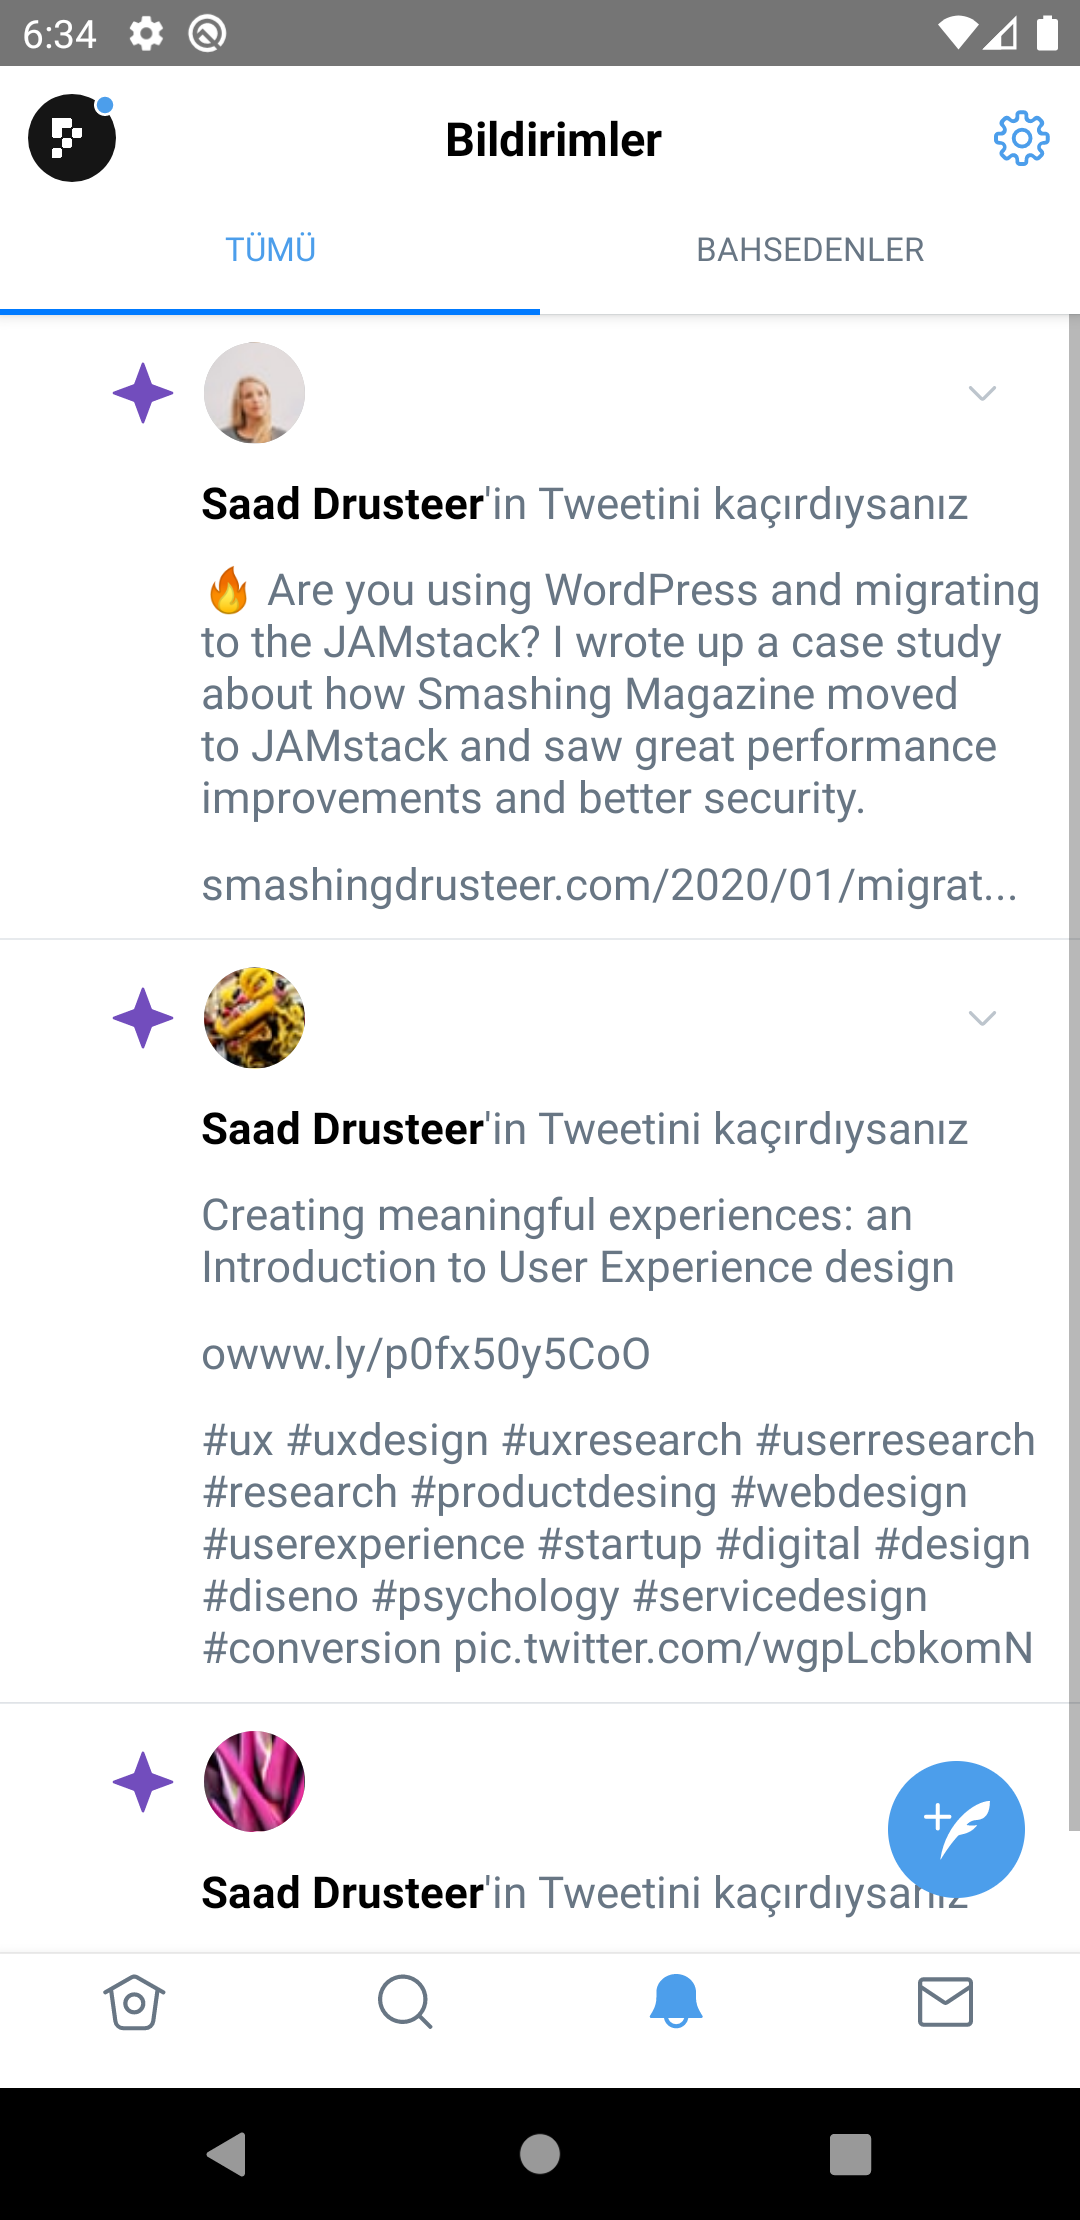 6:34
Bildirimler
TÜMÜ
BAHSEDENLER
Saad Drusteer'in Tweetini kaçırdıysanız
🔥 Are you using WordPress and migrating
to the JAMstack? I wrote up a case study
about how Smashing Magazine moved
to JAMstack and saw great performance
improvements and better security.
smashingdrusteer.com/2020/01/migrat...
Saad Drusteer'in Tweetini kaçırdıysanız
Creating meaningful experiences: an
Introduction to User Experience design
owww.ly/p0fx50y5CoO
#ux #uxdesign #uxresearch #userresearch
#research #productdesing #webdesign
#userexperience #startup #digital #design
#diseno #psychology #servicedesign
#conversion pic.twitter.com/wgpLcbkomN
Saad Drusteer'in Tweetini kaçırdıysanız